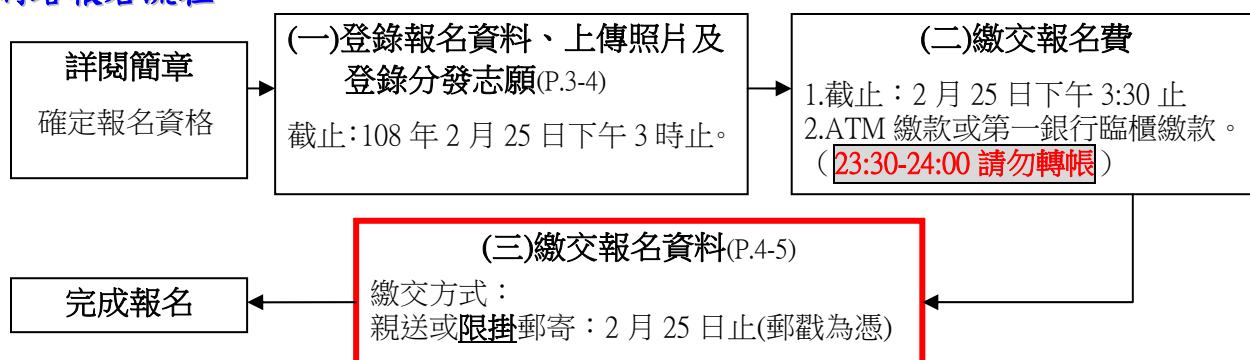 詳閱簡章
確定報名資格
(一)登錄報名資料、上傳照片及
登錄分發志願(P.3-4)
截止:108 年 2 月 25 日下午 3 時止。
(二)繳交報名費
1.截止：2 月 25 日下午 3:30 止
2.ATM 繳款或第一銀行臨櫃繳款。
（23:30-24:00 請勿轉帳）
(三)繳交報名資料(P.4-5)
繳交方式：
親送或限掛郵寄：2 月 25 日止(郵戳為憑)
完成報名